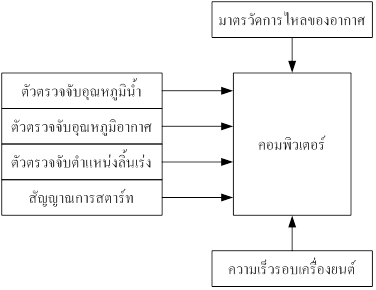 มาตรวัดการไหลของอากาศ
ตัวตรวจจับอุณหภูมิน้ำ
ตัวตรวจจับอุณหภูมิอากาศ
คอมพิวเตอร์
ตัวตรวจจับตำแหน่งลิ้นเร่ง
สัญญาณการสตาร์ท
ความเร็วรอบเครื่องยนต์